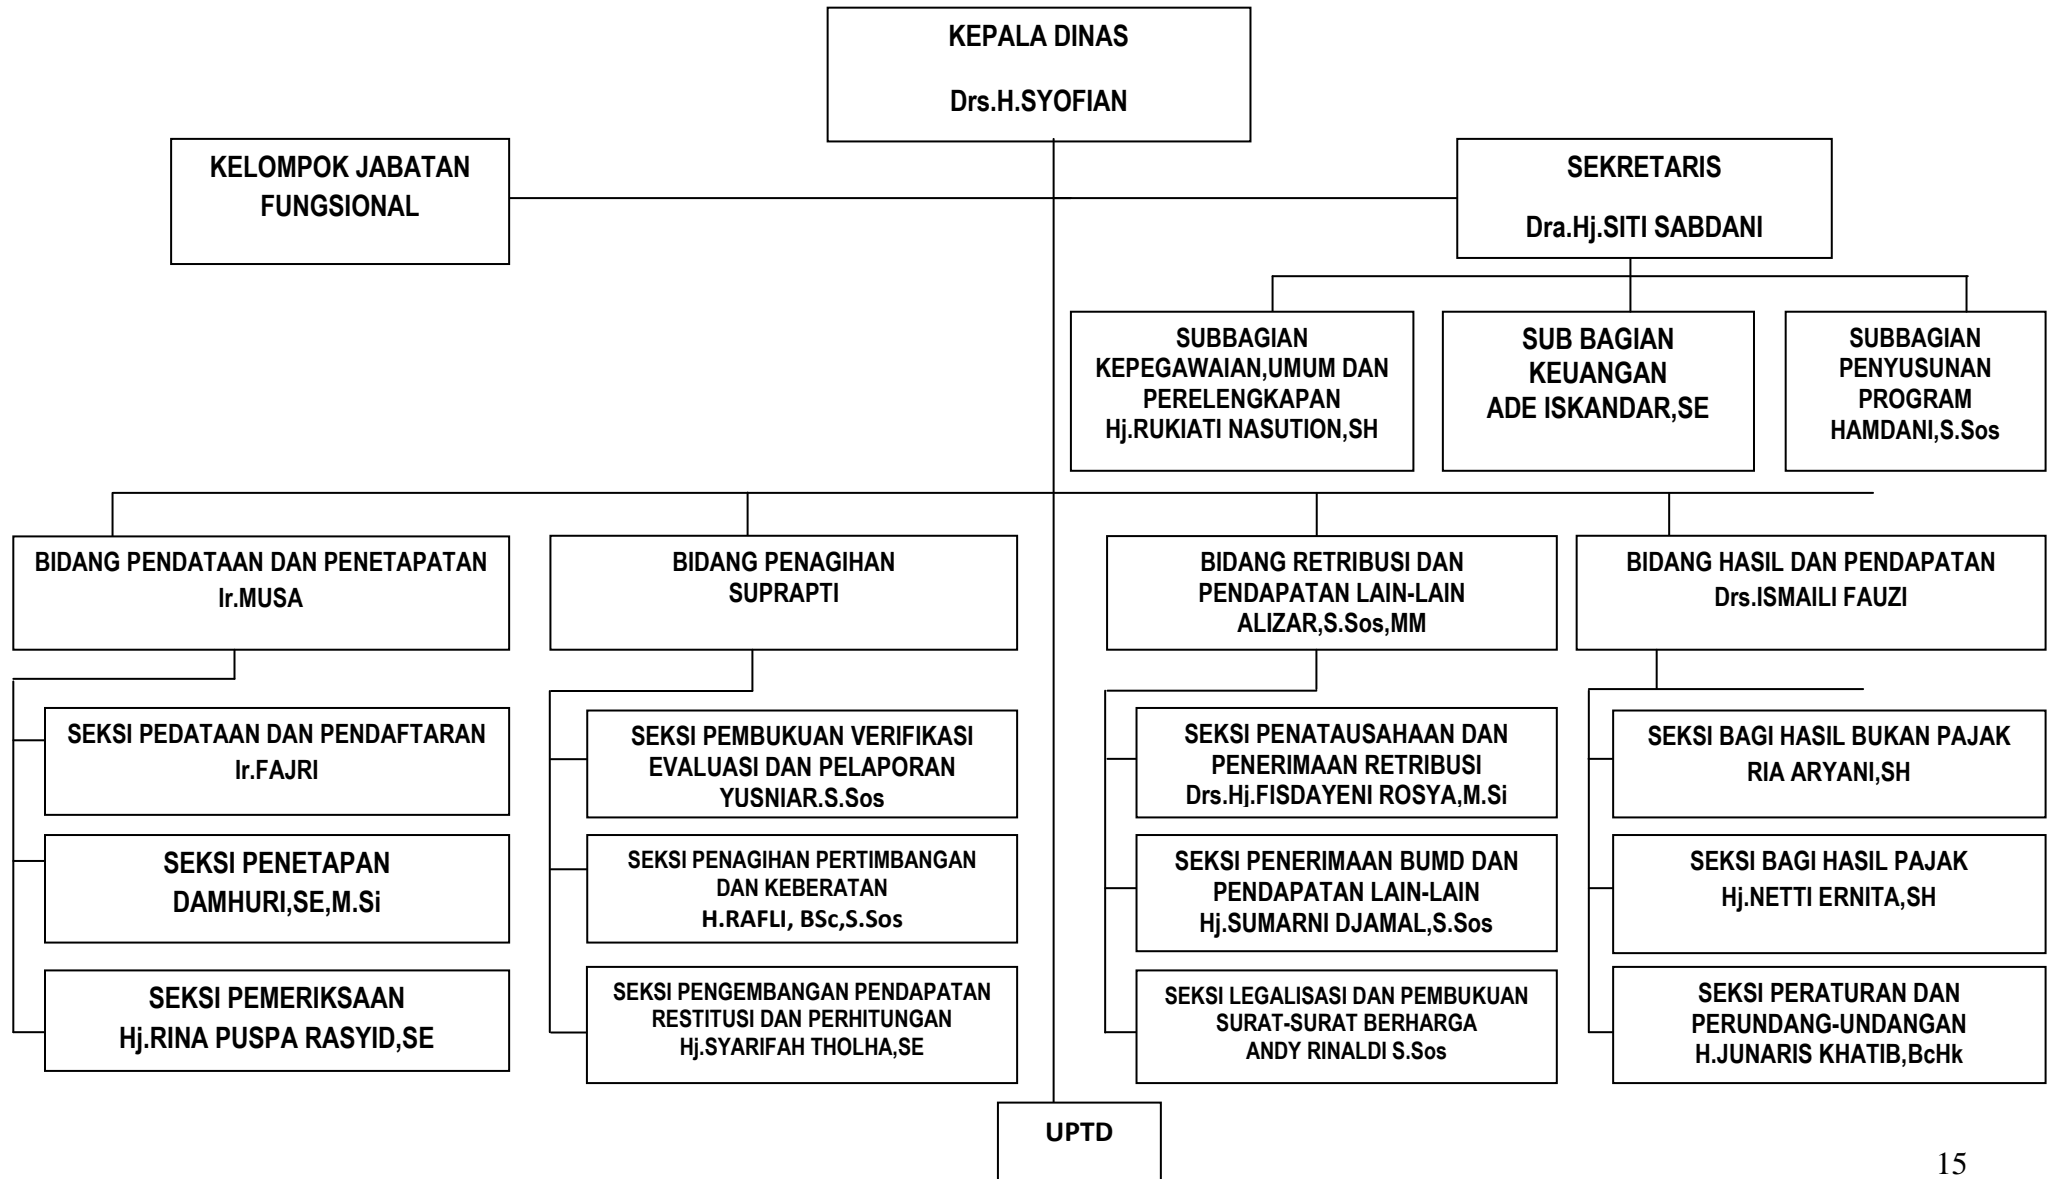 KEPALA DINAS
Drs.H.SYOFIAN
KELOMPOK JABATAN
FUNGSIONAL
SEKRETARIS
Dra.Hj.SITI SABDANI
SUBBAGIAN
KEPEGAWAIAN,UMUM DAN
PERELENGKAPAN
Hj.RUKIATI NASUTION,SH
SUB BAGIAN
KEUANGAN
ADE ISKANDAR,SE
SUBBAGIAN
PENYUSUNAN
PROGRAM
HAMDANI,S.Sos
BIDANG PENDATAAN DAN PENETAPATAN
Ir.MUSA
BIDANG PENAGIHAN
SUPRAPTI
BIDANG RETRIBUSI DAN
PENDAPATAN LAIN-LAIN
ALIZAR,S.Sos,MM
BIDANG HASIL DAN PENDAPATAN
Drs.ISMAILI FAUZI
SEKSI PEDATAAN DAN PENDAFTARAN
Ir.FAJRI
SEKSI PENETAPAN
DAMHURI,SE,M.Si
SEKSI PEMERIKSAAN
Hj.RINA PUSPA RASYID,SE
SEKSI PEMBUKUAN VERIFIKASI
EVALUASI DAN PELAPORAN
YUSNIAR.S.Sos
SEKSI PENAGIHAN PERTIMBANGAN
DAN KEBERATAN
H.RAFLI, BSc,S.Sos
SEKSI PENGEMBANGAN PENDAPATAN
RESTITUSI DAN PERHITUNGAN
Hj.SYARIFAH THOLHA,SE
SEKSI PENATAUSAHAAN DAN
PENERIMAAN RETRIBUSI
Drs.Hj.FISDAYENI ROSYA,M.Si
SEKSI PENERIMAAN BUMD DAN
PENDAPATAN LAIN-LAIN
Hj.SUMARNI DJAMAL,S.Sos
SEKSI LEGALISASI DAN PEMBUKUAN
SURAT-SURAT BERHARGA
ANDY RINALDI S.Sos
SEKSI BAGI HASIL BUKAN PAJAK
RIA ARYANI,SH
SEKSI BAGI HASIL PAJAK
Hj.NETTI ERNITA,SH
SEKSI PERATURAN DAN
PERUNDANG-UNDANGAN
H.JUNARIS KHATIB,BcHk
UPTD
15